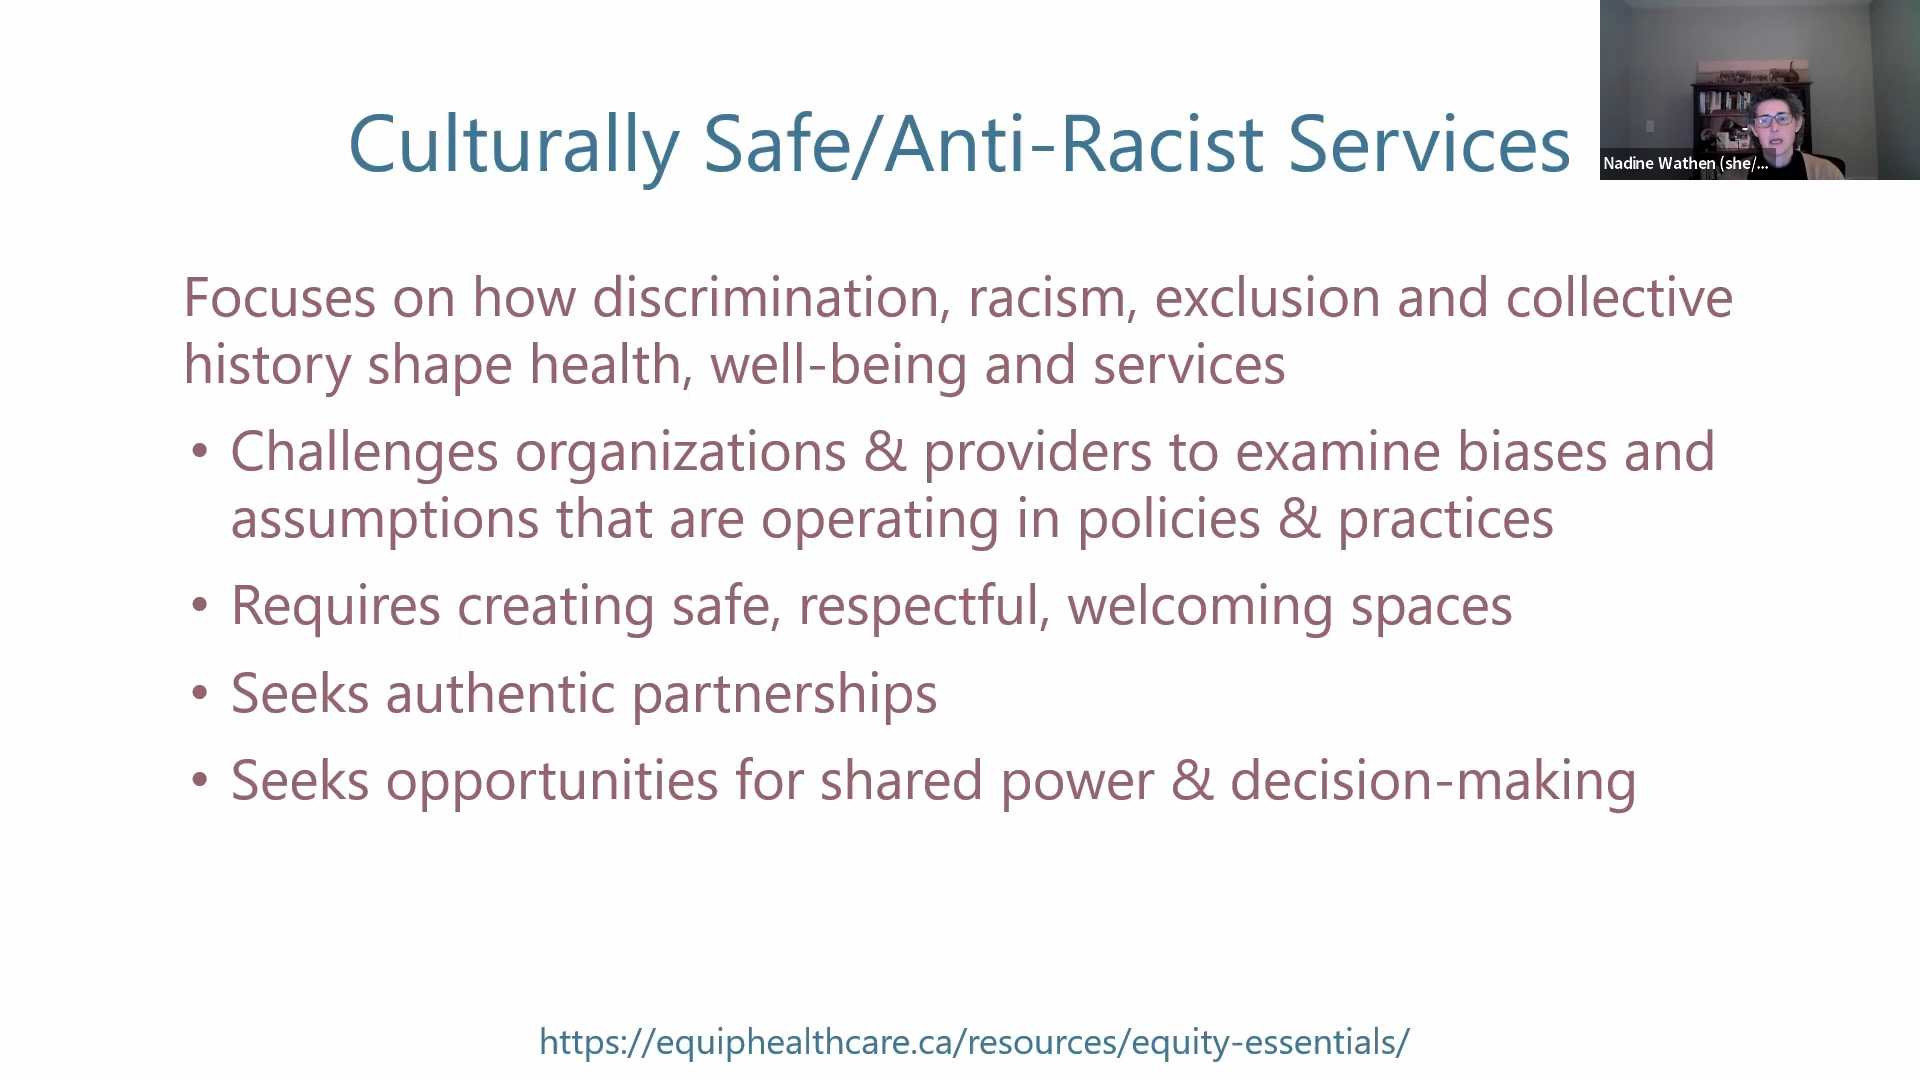 Culturally Safe/Anti-Racist Services
Nadine Wathen (she/...
Focuses on how discrimination, racism, exclusion and collective
history shape health, well-being and services
• Challenges organizations & providers to examine biases and
assumptions that are operating in policies & practices
• Requires creating safe, respectful, welcoming spaces
• Seeks authentic partnerships
• Seeks opportunities for shared power & decision-making
https://equiphealthcare.ca/resources/equity-essentials/